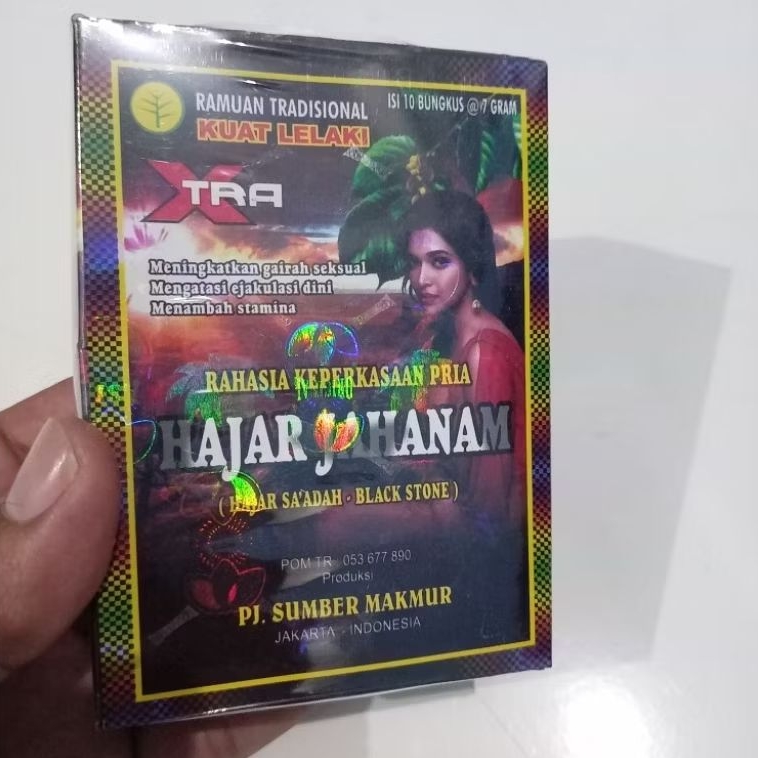 RAMUAN TRADISIONAL
ISI 10 BUNGKUS @ 7 GRAM
KUAT LELAKI
XTRA
Meningkatkan gairah seksual
Mengatasi ejakulasi dini
Menambah stamina
RAHASIA KEPERKASAAN PRIA
HAJAR JAHANAM
( HAJAR SA'ADAH - BLACK STONE )
POM TR 053 677 890
Produksi
PJ. SUMBER MAKMUR
JAKARTA - INDONESIA